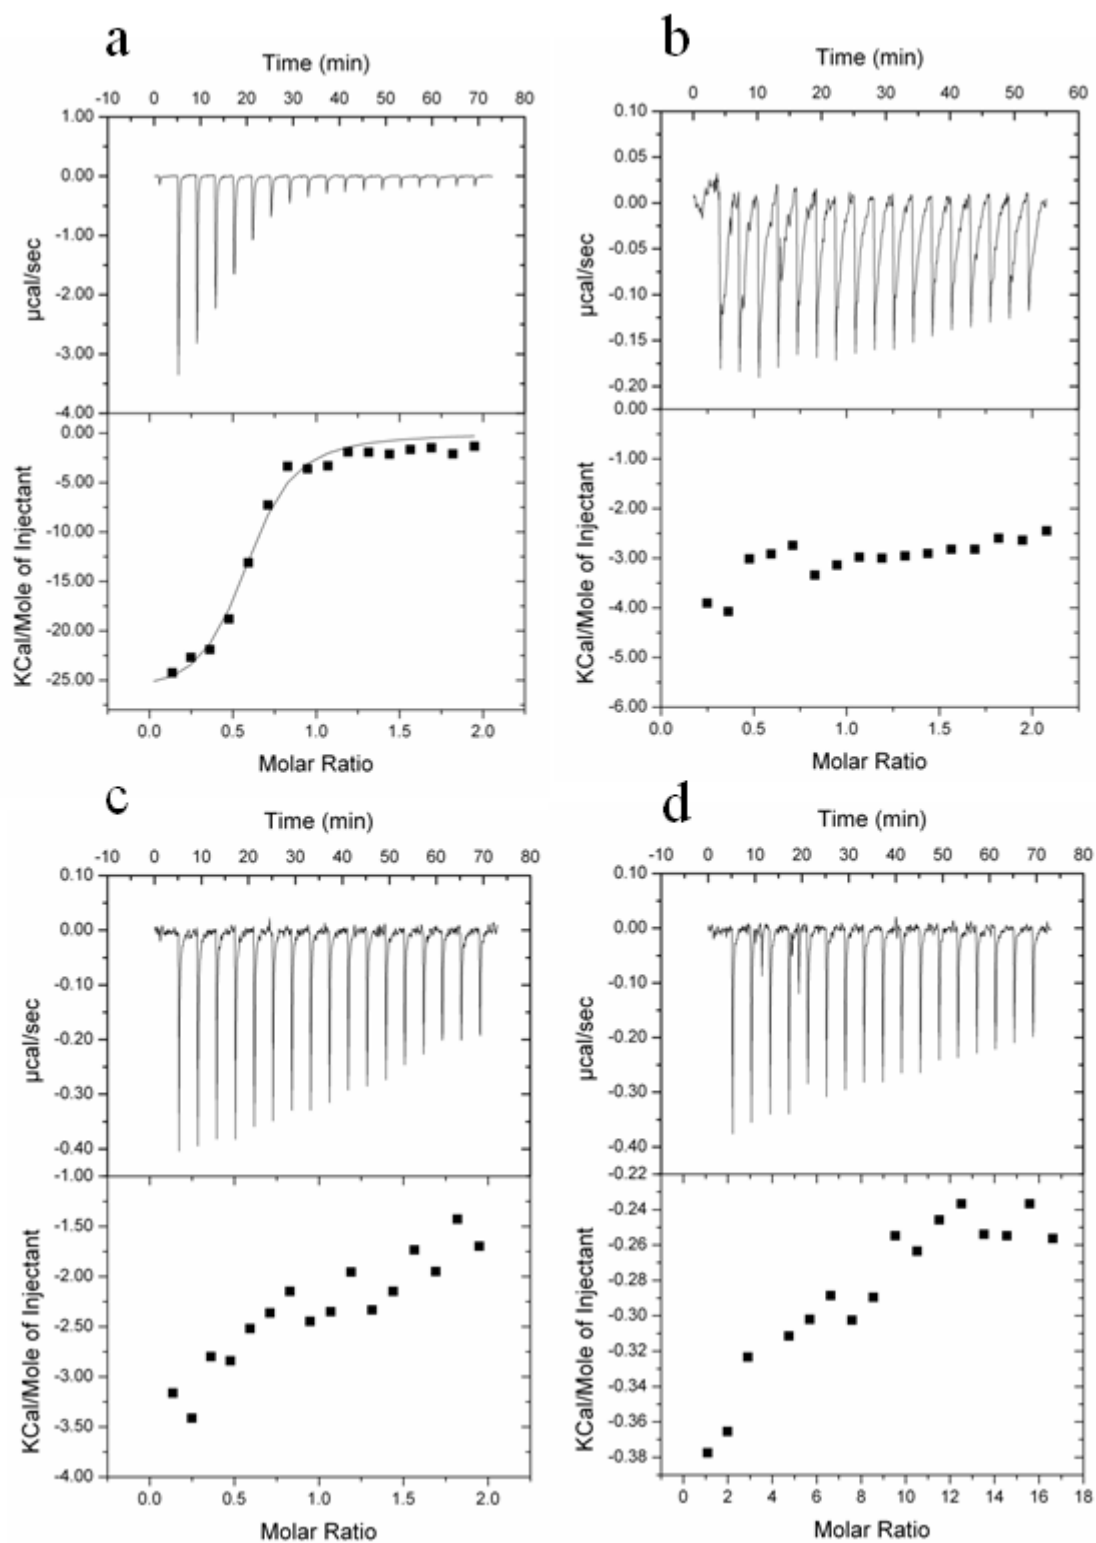 a
Time (min)
-10 0 10 20 30 40 50 60 70 80
1.00
0.00
-1.00
-2.00
-3.00
-4.00
µcal/sec
0.00
-5.00
-10.00
-15.00
-20.00
-25.00
KCal/Mole of Injectant
0.0 0.5 1.0 1.5 2.0
Molar Ratio
b
Time (min)
0 10 20 30 40 50 60
0.10
0.05
0.00
-0.05
-0.10
-0.15
-0.20
µcal/sec
0.00
-1.00
-2.00
-3.00
-4.00
-5.00
-6.00
KCal/Mole of Injectant
0.0 0.5 1.0 1.5 2.0
Molar Ratio
c
Time (min)
-10 0 10 20 30 40 50 60 70 80
0.10
0.00
-0.10
-0.20
-0.30
-0.40
µcal/sec
-1.00
-1.50
-2.00
-2.50
-3.00
-3.50
-4.00
KCal/Mole of Injectant
0.0 0.5 1.0 1.5 2.0
Molar Ratio
d
Time (min)
-10 0 10 20 30 40 50 60 70 80
0.10
0.00
-0.10
-0.20
-0.30
-0.40
µcal/sec
-0.22
-0.24
-0.26
-0.28
-0.30
-0.32
-0.34
-0.36
-0.38
KCal/Mole of Injectant
0 2 4 6 8 10 12 14 16 18
Molar Ratio